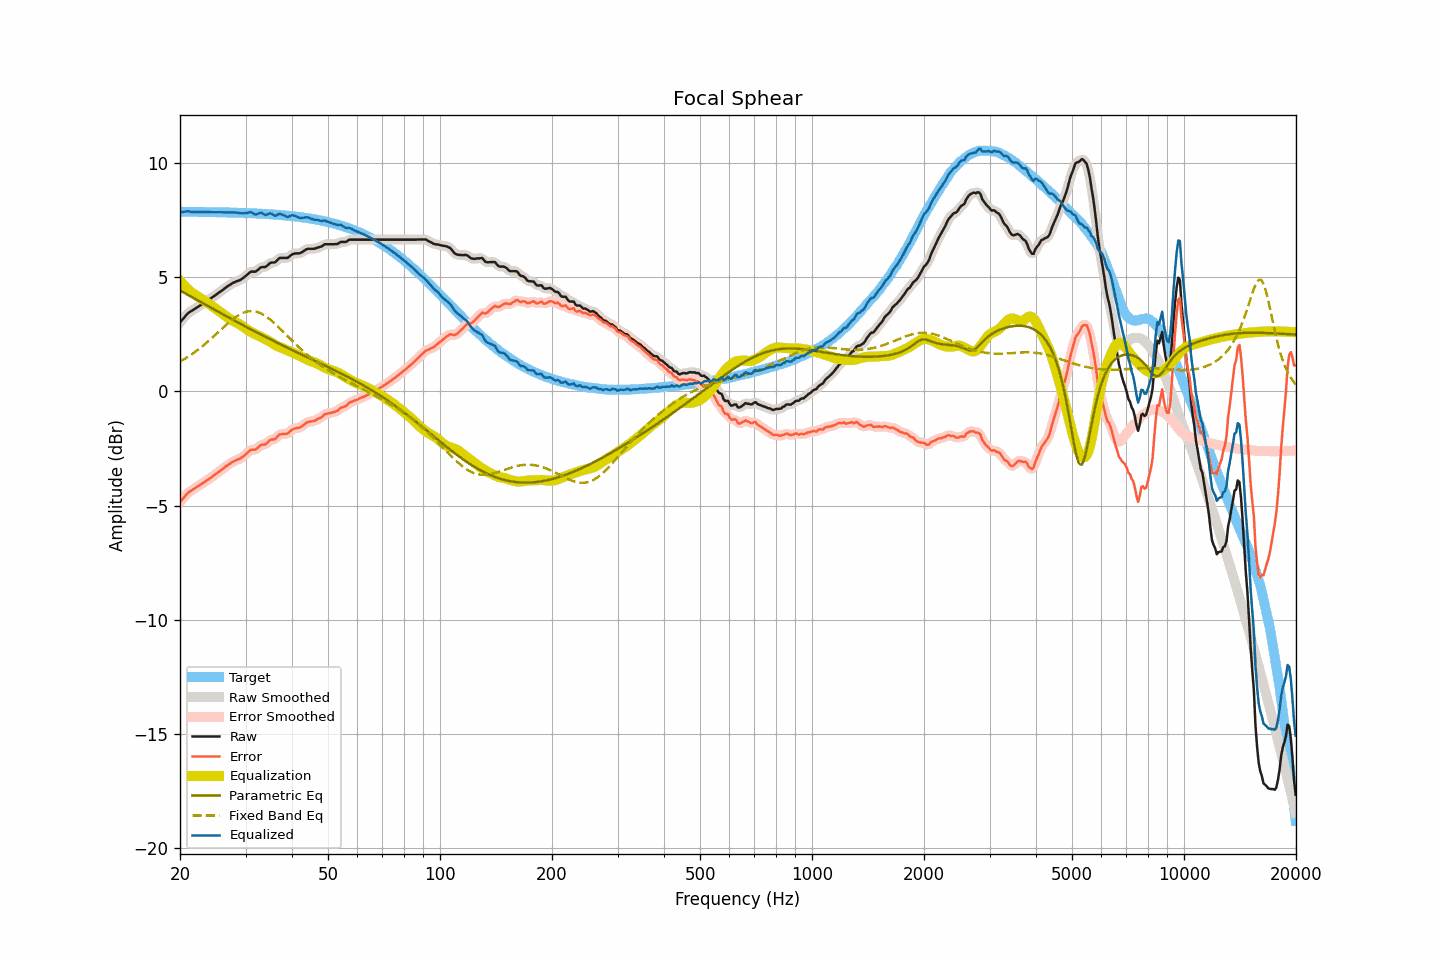 Focal Sphear
Amplitude (dBr)
10
5
0
−5
−10
−15
−20
Target
Raw Smoothed
Error Smoothed
Raw
Error
Equalization
Parametric Eq
Fixed Band Eq
Equalized
20 50 100 200 500 1000 2000 5000 10000 20000
Frequency (Hz)